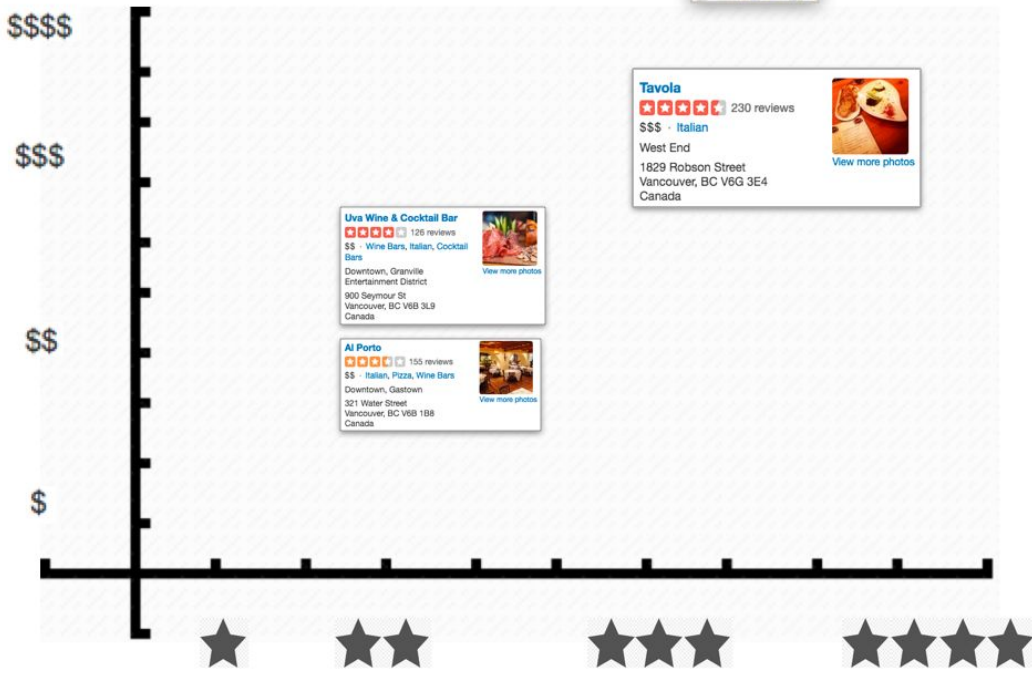 $$$$
$$$
$$
$
Tavola
230 reviews
$$$ · Italian
West End
1829 Robson Street
Vancouver, BC V6G 3E4
Canada
View more photos
Uva Wine & Cocktail Bar
126 reviews
$$ · Wine Bars, Italian, Cocktail
Bars
Downtown, Granville
Entertainment District
900 Seymour St
Vancouver, BC V6B 3L9
Canada
View more photos
Al Porto
155 reviews
$$ · Italian, Pizza, Wine Bars
Downtown, Gastown
321 Water Street
Vancouver, BC V6B 1B8
Canada
View more photos